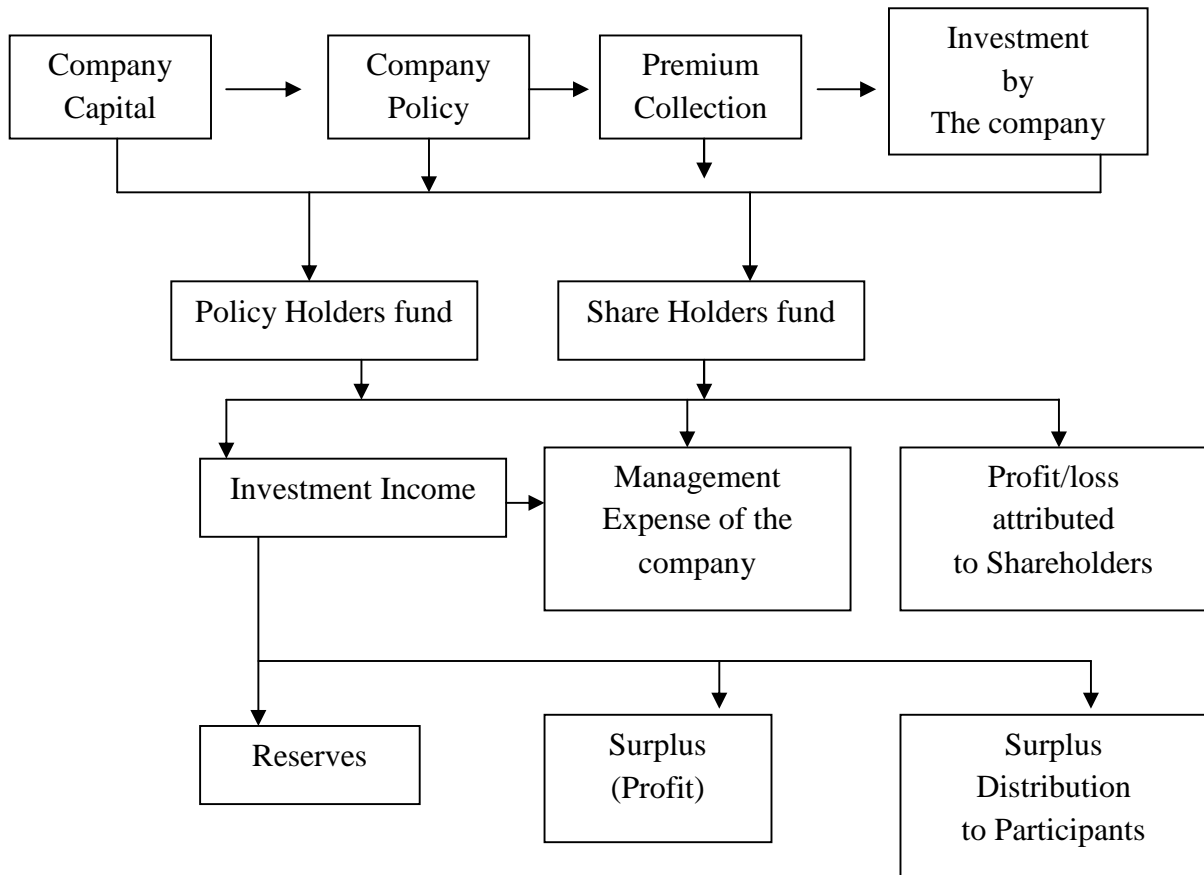 Company
Capital
Company
Policy
Premium
Collection
Investment
by
The company
Policy Holders fund
Share Holders fund
Investment Income
Management
Expense of the
company
Profit/loss
attributed
to Shareholders
Reserves
Surplus
(Profit)
Surplus
Distribution
to Participants